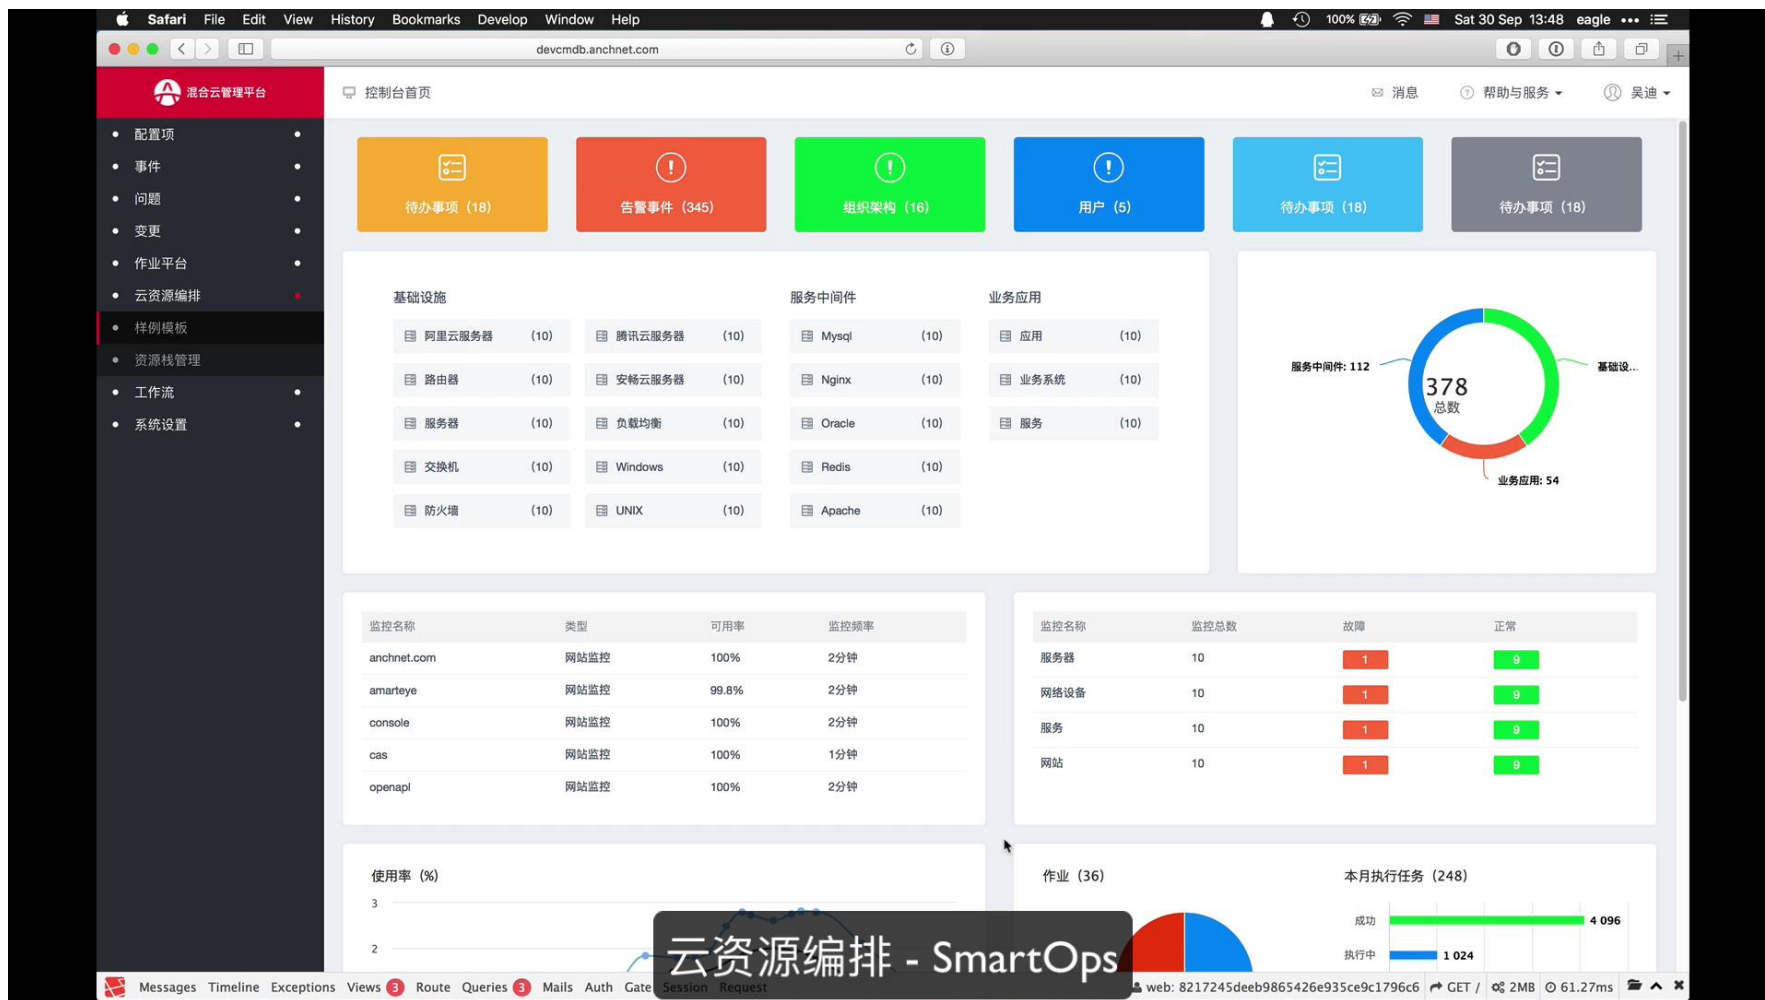 Safari File Edit View History Bookmarks Develop Window Help 100% Sat 30 Sep 13:48 eagle
devcmdb.anchnet.com
混合云管理平台 控制台首页 消息 帮助与服务 吴迪
配置项
事件
问题
变更
作业平台
云资源编排
样例模板
资源栈管理
工作流
系统设置
待办事项 (18) 告警事件 (345) 组织架构 (16) 用户 (5) 待办事项 (18) 待办事项 (18)
基础设施 服务中间件 业务应用
阿里云服务器 (10) 腾讯云服务器 (10) Mysql (10) 应用 (10)
路由器 (10) 安畅云服务器 (10) Nginx (10) 业务系统 (10)
服务器 (10) 负载均衡 (10) Oracle (10) 服务 (10)
交换机 (10) Windows (10) Redis (10)
防火墙 (10) UNIX (10) Apache (10)
服务中间件: 112 基础设...
378
总数
业务应用: 54
监控名称 类型 可用率 监控频率
anchnet.com 网站监控 100% 2分钟
amarteye 网站监控 99.8% 2分钟
console 网站监控 100% 2分钟
cas 网站监控 100% 1分钟
openapl 网站监控 100% 2分钟
监控名称 监控总数 故障 正常
服务器 10 1 9
网络设备 10 1 9
服务 10 1 9
网站 10 1 9
使用率 (%)
3
2
作业 (36) 本月执行任务 (248)
成功 4 096
执行中 1 024
云资源编排 - SmartOps
Messages Timeline Exceptions Views 3 Route Queries 3 Mails Auth Gate Session Request web: 8217245deeb9865426e935ce9c1796c6 GET / 2MB 61.27ms